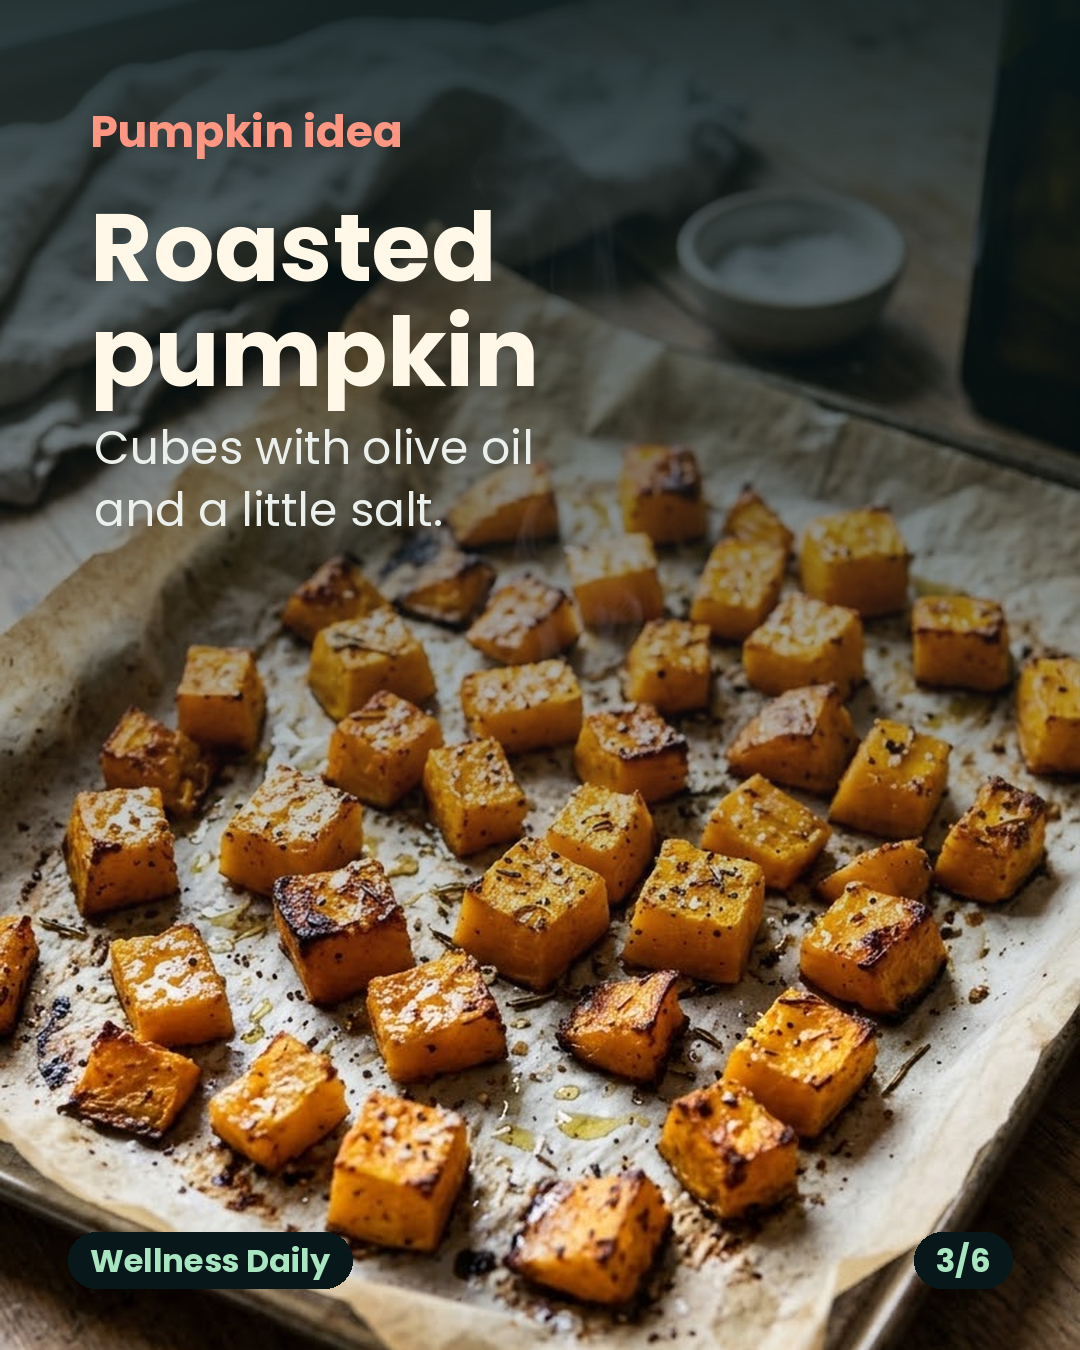 Pumpkin idea
Roasted
pumpkin
Cubes with olive oil
and a little salt.
Wellness Daily
3/6